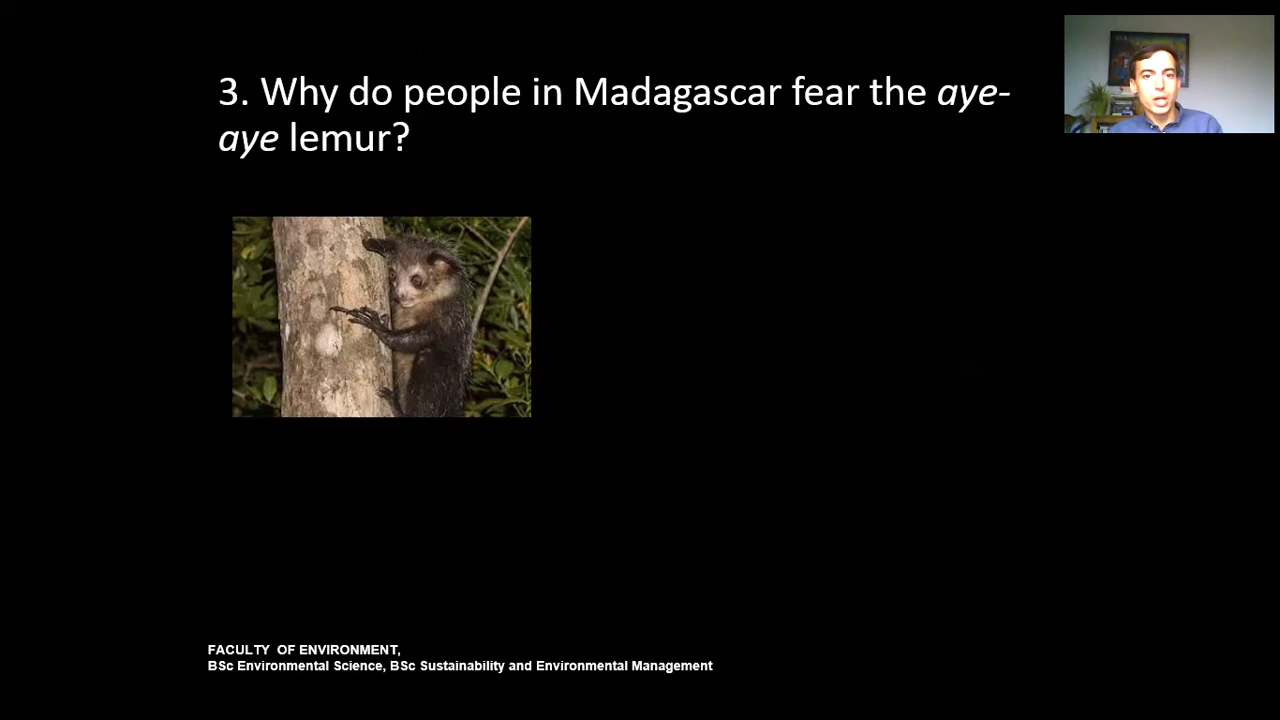 3. Why do people in Madagascar fear the aye-
aye lemur?
FACULTY OF ENVIRONMENT,
BSc Environmental Science, BSc Sustainability and Environmental Management